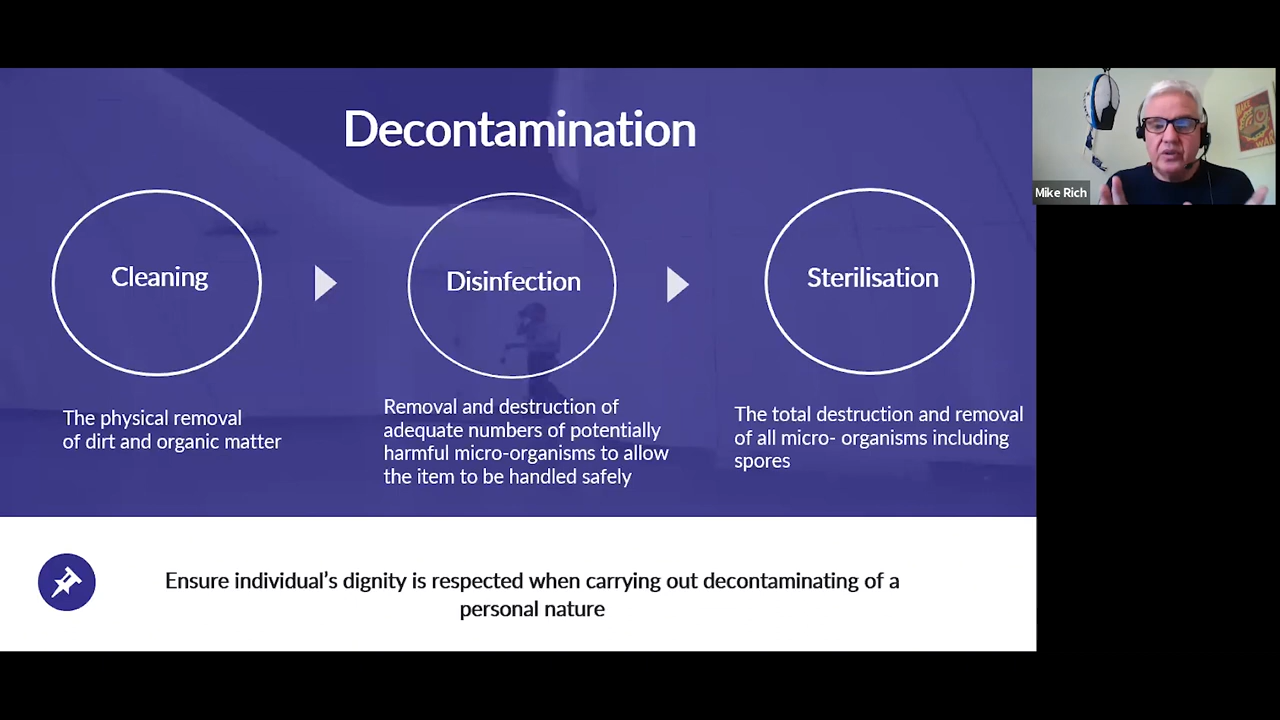 Decontamination
Cleaning
Disinfection
Sterilisation
The physical removal
of dirt and organic matter
Removal and destruction of
adequate numbers of potentially
harmful micro-organisms to allow
the item to be handled safely
The total destruction and removal
of all micro- organisms including
spores
Ensure individual's dignity is respected when carrying out decontaminating of a
personal nature
Mike Rich
MAKE